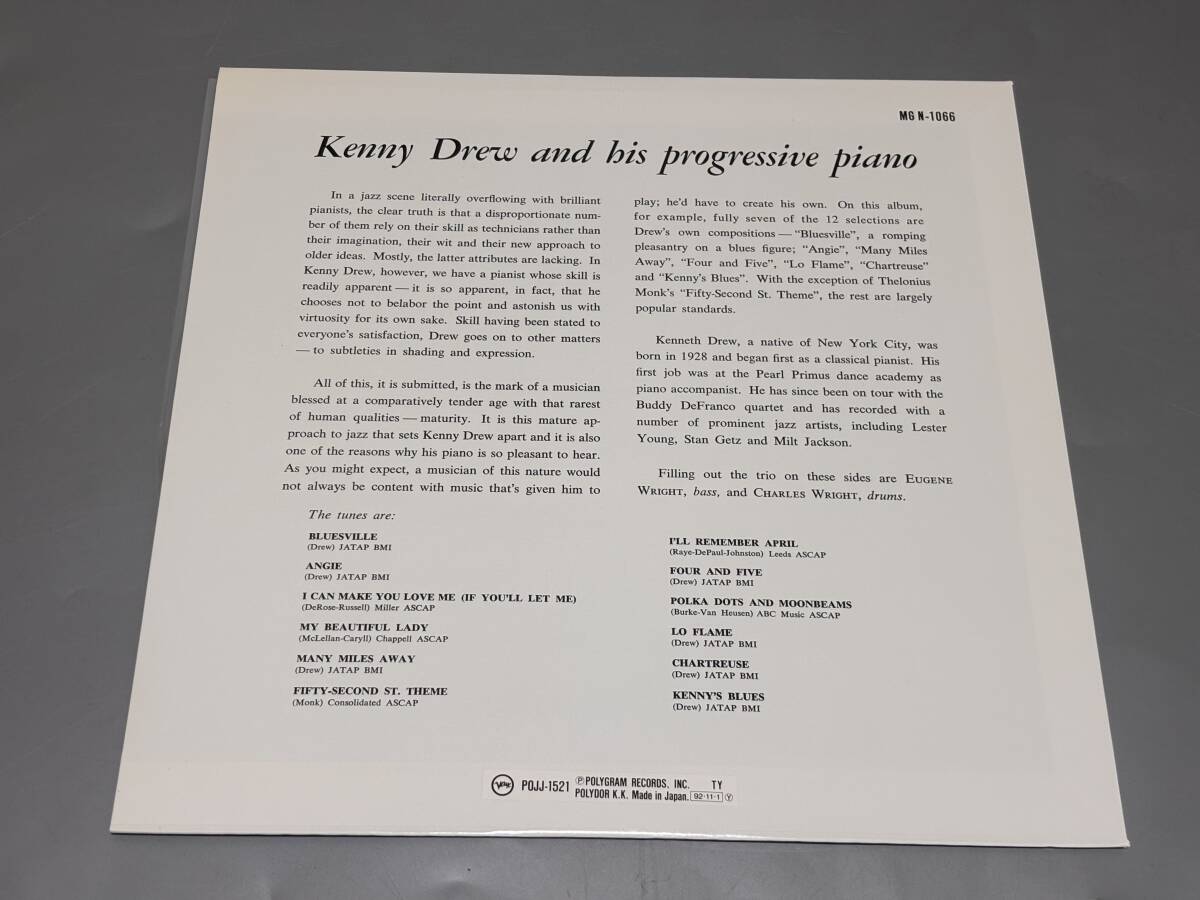 MG N-1066
Kenny Drew and his progressive piano
In a jazz scene literally overflowing with brilliant
pianists, the clear truth is that a disproportionate num-
ber of them rely on their skill as technicians rather than
their imagination, their wit and their new approach to
older ideas. Mostly, the latter attributes are lacking. In
Kenny Drew, however, we have a pianist whose skill is
readily apparent — it is so apparent, in fact, that he
chooses not to belabor the point and astonish us with
virtuosity for its own sake. Skill having been stated to
everyone's satisfaction, Drew goes on to other matters
— to subtleties in shading and expression.
All of this, it is submitted, is the mark of a musician
blessed at a comparatively tender age with that rarest
of human qualities — maturity. It is this mature ap-
proach to jazz that sets Kenny Drew apart and it is also
one of the reasons why his piano is so pleasant to hear.
As you might expect, a musician of this nature would
not always be content with music that's given him to
play; he'd have to create his own. On this album,
for example, fully seven of the 12 selections are
Drew's own compositions — "Bluesville", a romping
pleasantry on a blues figure; "Angie", "Many Miles
Away", "Four and Five", "Lo Flame", "Chartreuse"
and "Kenny's Blues". With the exception of Thelonius
Monk's "Fifty-Second St. Theme", the rest are largely
popular standards.
Kenneth Drew, a native of New York City, was
born in 1928 and began first as a classical pianist. His
first job was at the Pearl Primus dance academy as
piano accompanist. He has since been on tour with the
Buddy DeFranco quartet and has recorded with a
number of prominent jazz artists, including Lester
Young, Stan Getz and Milt Jackson.
Filling out the trio on these sides are EUGENE
WRIGHT, bass, and CHARLES WRIGHT, drums.
The tunes are:
BLUESVILLE
(Drew) JATAP BMI
ANGIE
(Drew) JATAP BMI
I CAN MAKE YOU LOVE ME (IF YOU'LL LET ME)
(DeRose-Russell) Miller ASCAP
MY BEAUTIFUL LADY
(McLellan-Caryll) Chappell ASCAP
MANY MILES AWAY
(Drew) JATAP BMI
FIFTY-SECOND ST. THEME
(Monk) Consolidated ASCAP
I'LL REMEMBER APRIL
(Raye-DePaul-Johnston) Leeds ASCAP
FOUR AND FIVE
(Drew) JATAP BMI
POLKA DOTS AND MOONBEAMS
(Burke-Van Heusen) ABC Music ASCAP
LO FLAME
(Drew) JATAP BMI
CHARTREUSE
(Drew) JATAP BMI
KENNY'S BLUES
(Drew) JATAP BMI
Verve POJJ-1521 ℗POLYGRAM RECORDS, INC. TY
POLYDOR K.K. Made in Japan. 92·11·1 Ⓨ